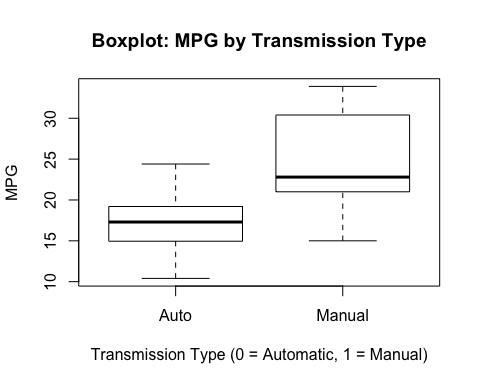 Boxplot: MPG by Transmission Type
MPG
30
25
20
15
10
Auto Manual
Transmission Type (0 = Automatic, 1 = Manual)